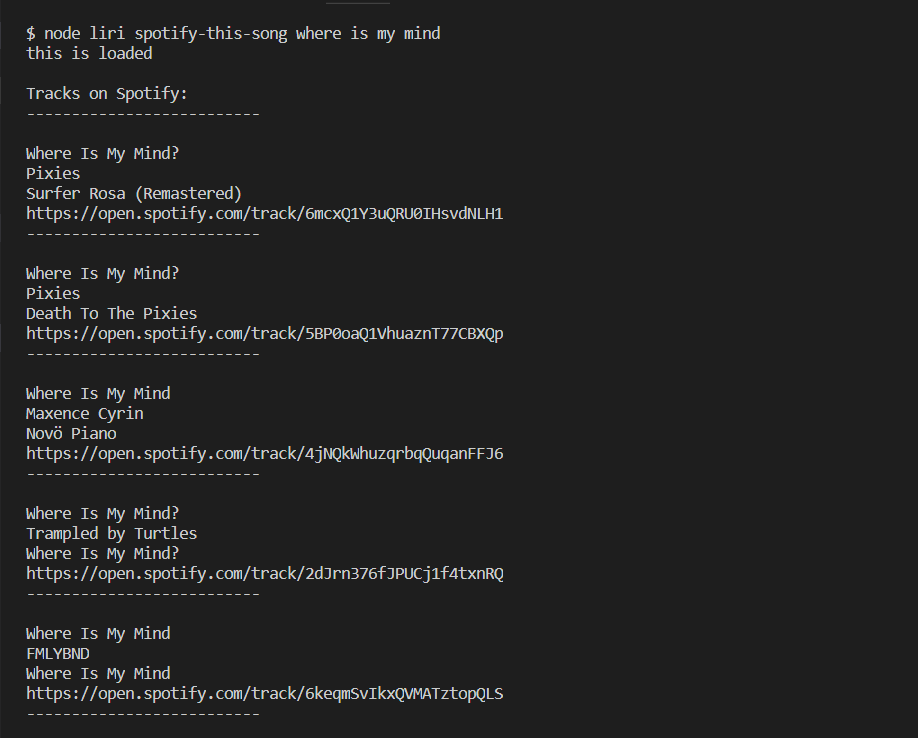 $ node liri spotify-this-song where is my mind
this is loaded
Tracks on Spotify:
--------------------------
Where Is My Mind?
Pixies
Surfer Rosa (Remastered)
https://open.spotify.com/track/6mcxQ1Y3uQRU0IHsvdNLH1
--------------------------
Where Is My Mind?
Pixies
Death To The Pixies
https://open.spotify.com/track/5BP0oaQ1VhuaznT77CBXQp
--------------------------
Where Is My Mind
Maxence Cyrin
Novö Piano
https://open.spotify.com/track/4jNQkWhuzqrbqQuqanFFJ6
--------------------------
Where Is My Mind?
Trampled by Turtles
Where Is My Mind?
https://open.spotify.com/track/2dJrn376fJPUCj1f4txnRQ
--------------------------
Where Is My Mind
FMLYBND
Where Is My Mind
https://open.spotify.com/track/6keqmSvIkxQVMATztopQLS
--------------------------